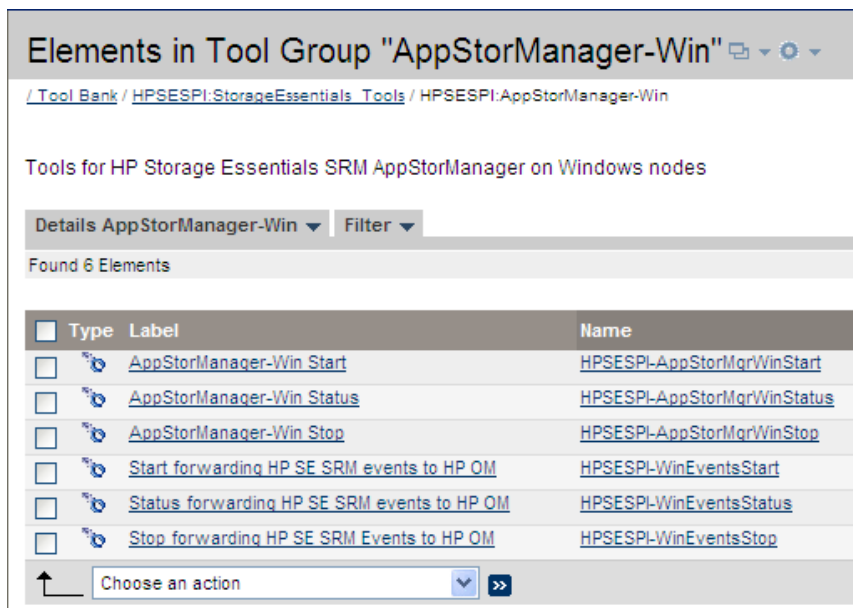 Elements in Tool Group "AppStorManager-Win"
/ Tool Bank / HPSESPI:StorageEssentials_Tools / HPSESPI:AppStorManager-Win
Tools for HP Storage Essentials SRM AppStorManager on Windows nodes
Details AppStorManager-Win Filter
Found 6 Elements
Type Label Name
AppStorManager-Win Start HPSESPI-AppStorMgrWinStart
AppStorManager-Win Status HPSESPI-AppStorMgrWinStatus
AppStorManager-Win Stop HPSESPI-AppStorMgrWinStop
Start forwarding HP SE SRM events to HP OM HPSESPI-WinEventsStart
Status forwarding HP SE SRM events to HP OM HPSESPI-WinEventsStatus
Stop forwarding HP SE SRM Events to HP OM HPSESPI-WinEventsStop
Choose an action